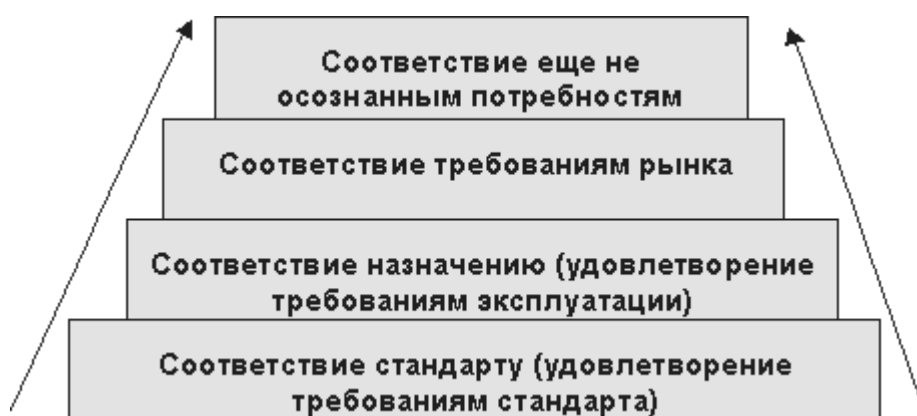 Соответствие еще не
осознанным потребностям
Соответствие требованиям рынка
Соответствие назначению (удовлетворение
требованиям эксплуатации)
Соответствие стандарту (удовлетворение
требованиям стандарта)